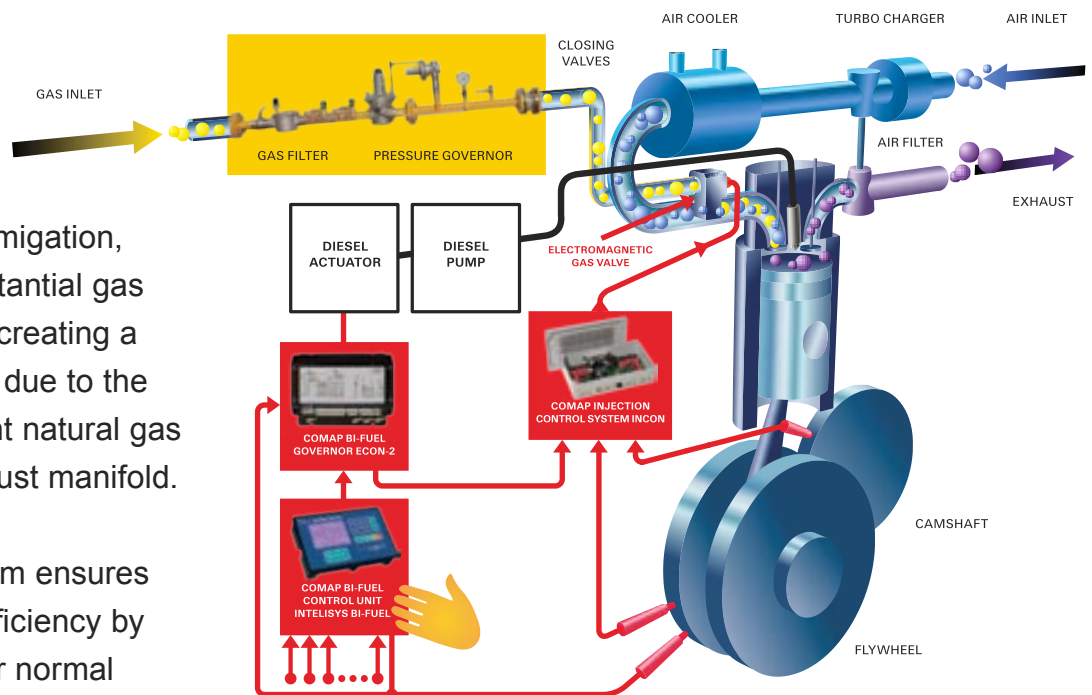 AIR COOLER
TURBO CHARGER
AIR INLET
CLOSING
VALVES
GAS INLET
GAS FILTER
PRESSURE GOVERNOR
AIR FILTER
EXHAUST
migation,
tantial gas
creating a
due to the
nt natural gas
ust manifold.
m ensures
ficiency by
r normal
DIESEL
ACTUATOR
DIESEL
PUMP
ELECTROMAGNETIC
GAS VALVE
COMAP BI-FUEL
GOVERNOR ECON-2
COMAP INJECTION
CONTROL SYSTEM INCON
COMAP BI-FUEL
CONTROL UNIT
INTELISYS BI-FUEL
CAMSHAFT
FLYWHEEL